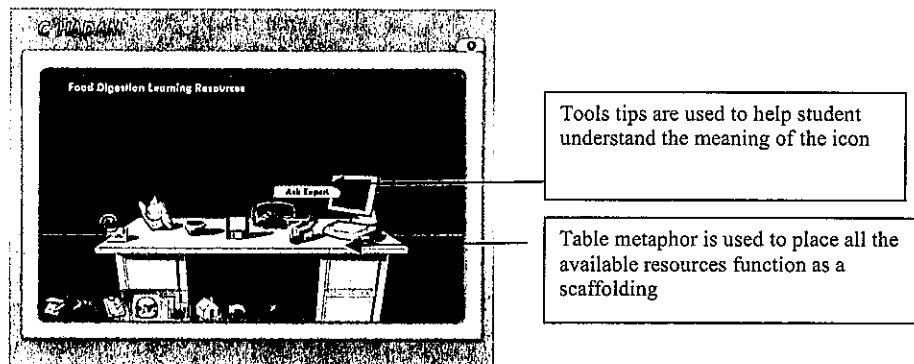 C'HADAM
Food Digestion Learning Resources
Ask Expert
Tools tips are used to help student
understand the meaning of the icon
Table metaphor is used to place all the
available resources function as a
scaffolding